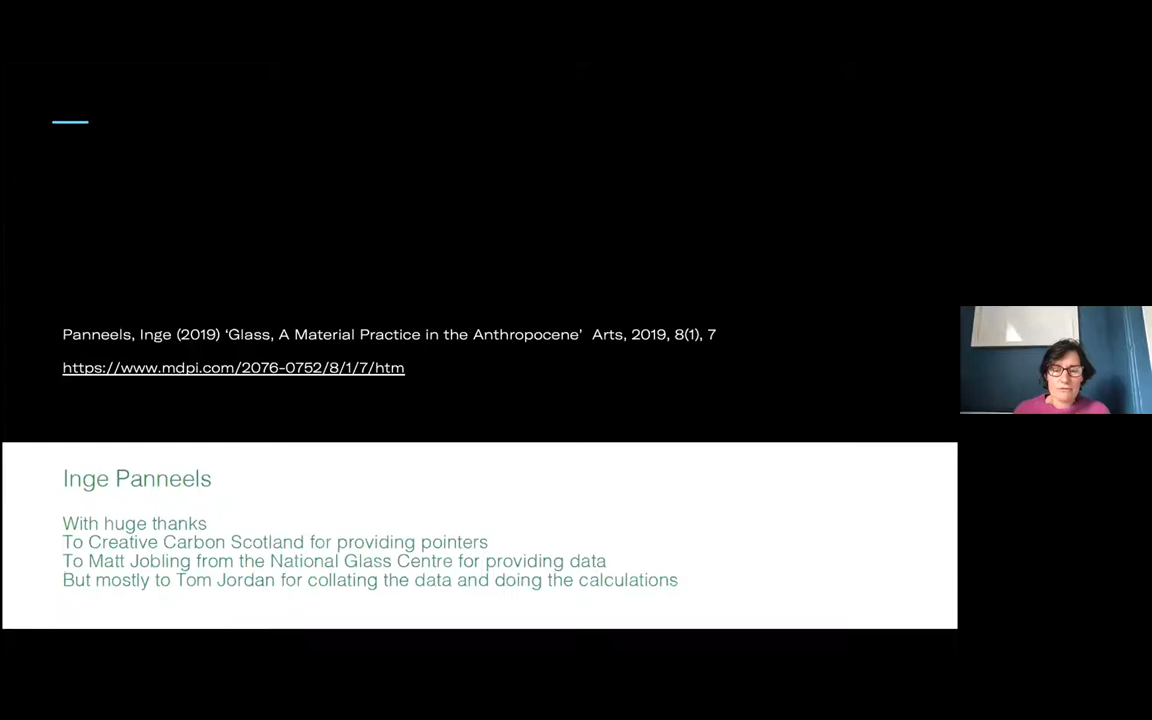 Panneels, Inge (2019) ‘Glass, A Material Practice in the Anthropocene’ Arts, 2019, 8(1), 7
https://www.mdpi.com/2076-0752/8/1/7/htm
Inge Panneels
With huge thanks
To Creative Carbon Scotland for providing pointers
To Matt Jobling from the National Glass Centre for providing data
But mostly to Tom Jordan for collating the data and doing the calculations